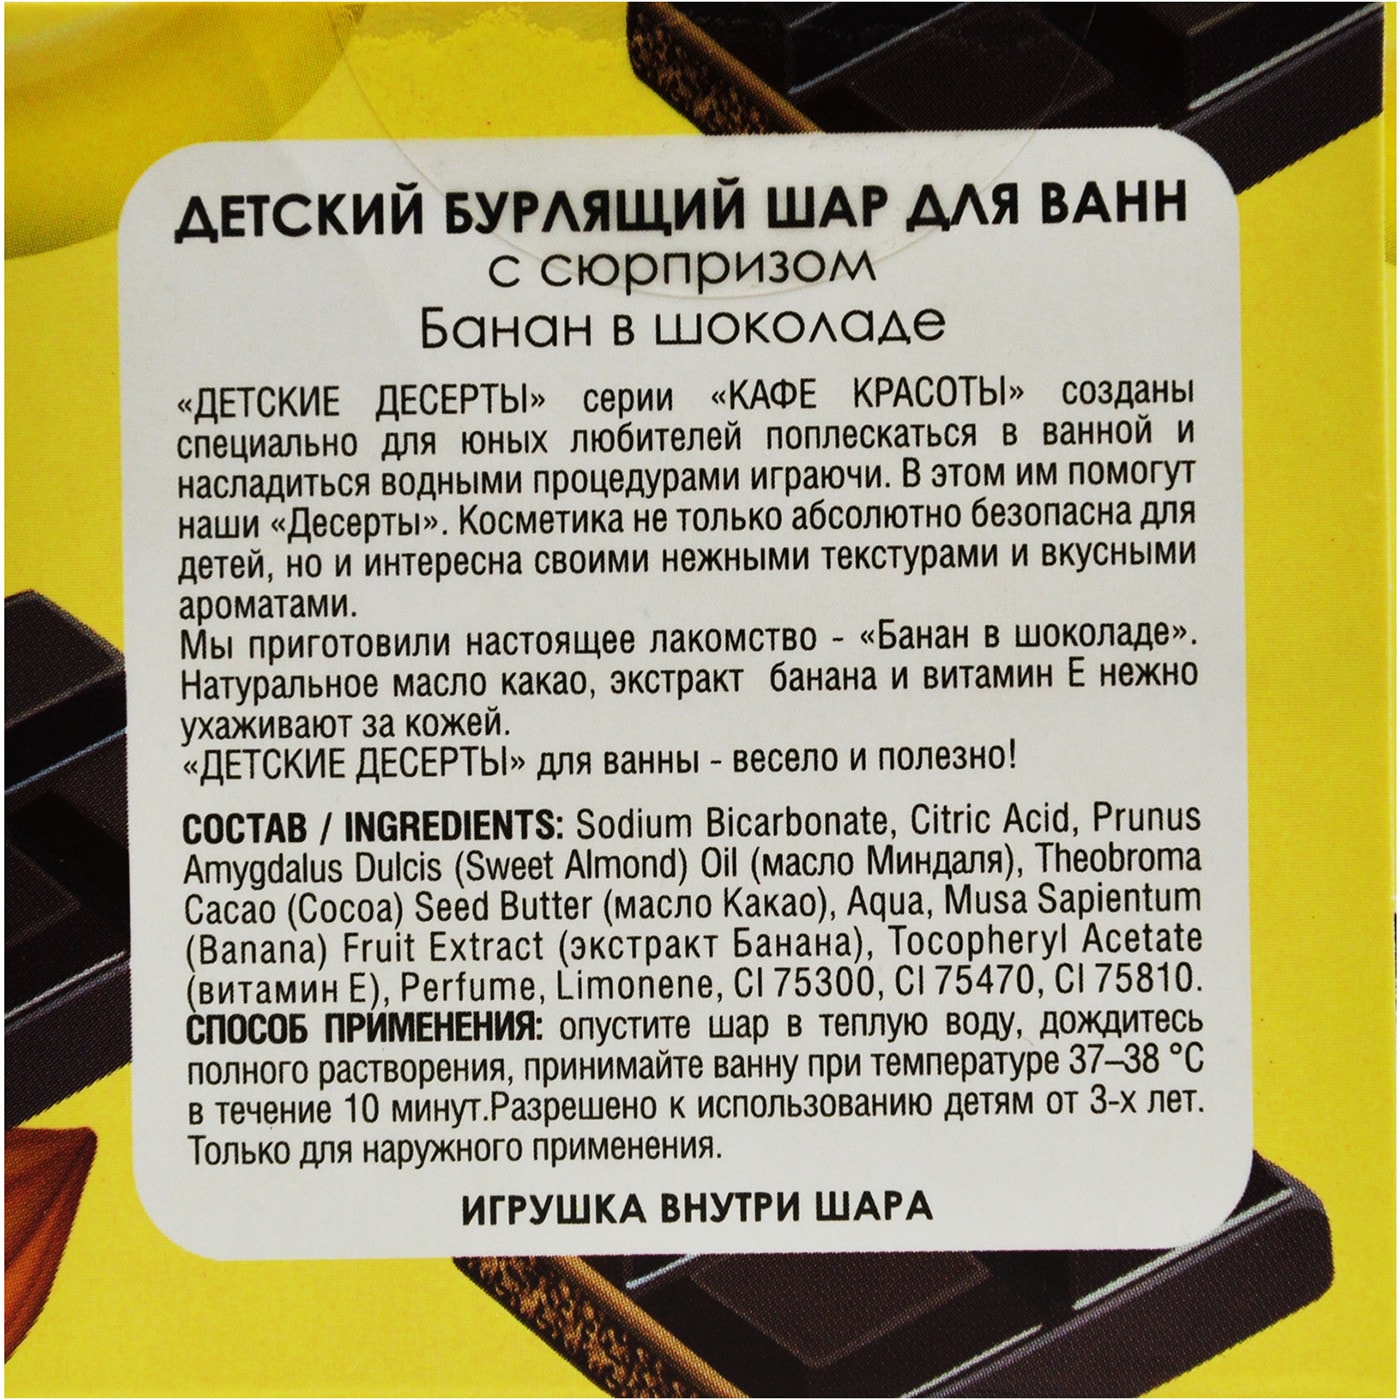 ДЕТСКИЙ БУРЛЯЩИЙ ШАР ДЛЯ ВАНН
с сюрпризом
Банан в шоколаде
«ДЕТСКИЕ ДЕСЕРТЫ» серии «КАФЕ КРАСОТЫ» созданы
специально для юных любителей поплескаться в ванной и
насладиться водными процедурами играючи. В этом им помогут
наши «Десерты». Косметика не только абсолютно безопасна для
детей, но и интересна своими нежными текстурами и вкусными
ароматами.
Мы приготовили настоящее лакомство - «Банан в шоколаде».
Натуральное масло какао, экстракт банана и витамин Е нежно
ухаживают за кожей.
«ДЕТСКИЕ ДЕСЕРТЫ» для ванны - весело и полезно!
СОСТАВ / INGREDIENTS: Sodium Bicarbonate, Citric Acid, Prunus
Amygdalus Dulcis (Sweet Almond) Oil (масло Миндаля), Theobroma
Cacao (Cocoa) Seed Butter (масло Какао), Aqua, Musa Sapientum
(Banana) Fruit Extract (экстракт Банана), Tocopheryl Acetate
(витамин Е), Perfume, Limonene, CI 75300, CI 75470, CI 75810.
СПОСОБ ПРИМЕНЕНИЯ: опустите шар в теплую воду, дождитесь
полного растворения, принимайте ванну при температуре 37–38 °C
в течение 10 минут.Разрешено к использованию детям от 3-х лет.
Только для наружного применения.
ИГРУШКА ВНУТРИ ШАРА